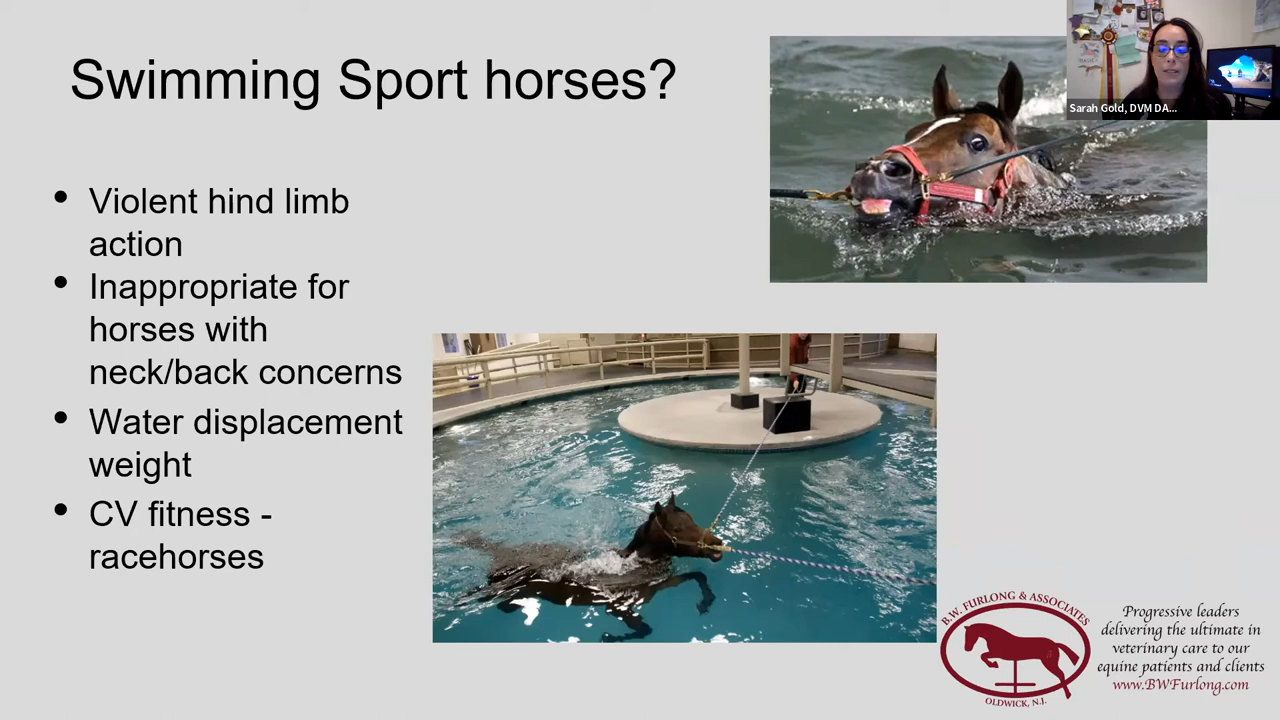 Swimming Sport horses?
Sarah Gold, DVM DA...
• Violent hind limb
action
• Inappropriate for
horses with
neck/back concerns
• Water displacement
weight
• CV fitness -
racehorses
B.W. FURLONG & ASSOCIATES
OLDWICK, N.J.
Progressive leaders
delivering the ultimate in
veterinary care to our
equine patients and clients
www.BWFurlong.com